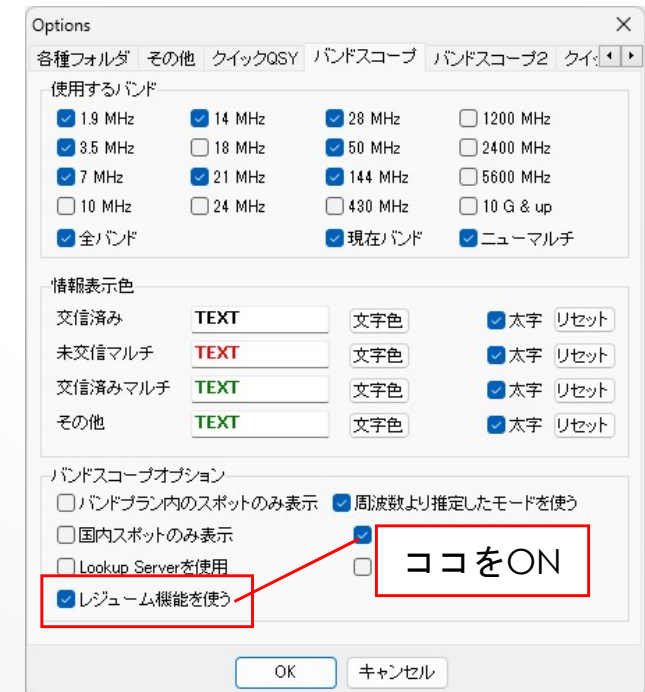 Options
各種フォルダ その他 クイックQSY バンドスコープ バンドスコープ2
使用するバンド
1.9 MHz 14 MHz 28 MHz 1200 MHz
3.5 MHz 18 MHz 50 MHz 2400 MHz
7 MHz 21 MHz 144 MHz 5600 MHz
10 MHz 24 MHz 430 MHz 10 G & up
全バンド 現在バンド ニューマルチ
情報表示色
交信済み TEXT 文字色 太字 リセット
未交信マルチ TEXT 文字色 太字 リセット
交信済みマルチ TEXT 文字色 太字 リセット
その他 TEXT 文字色 太字 リセット
バンドスコープオプション
バンドプラン内のスポットのみ表示 周波数より推定したモードを使う
国内スポットのみ表示
Lookup Serverを使用
ココをON
レジューム機能を使う
OK キャンセル